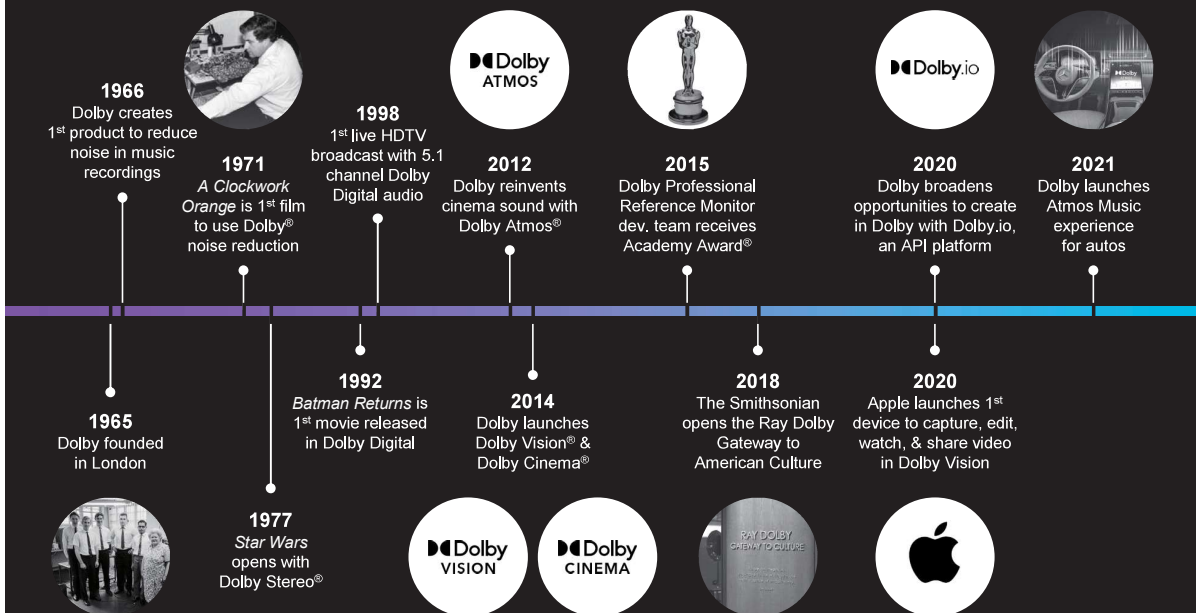 1966
Dolby creates
1st product to reduce
noise in music
recordings
1971
A Clockwork
Orange is 1st film
to use Dolby®
noise reduction
1998
1st live HDTV
broadcast with 5.1
channel Dolby
Digital audio
Dolby
ATMOS
2012
Dolby reinvents
cinema sound with
Dolby Atmos®
2015
Dolby Professional
Reference Monitor
dev. team receives
Academy Award®
Dolby.io
2020
Dolby broadens
opportunities to create
in Dolby with Dolby.io,
an API platform
2021
Dolby launches
Atmos Music
experience
for autos
1965
Dolby founded
in London
1977
Star Wars
opens with
Dolby Stereo®
1992
Batman Returns is
1st movie released
in Dolby Digital
2014
Dolby launches
Dolby Vision® &
Dolby Cinema®
Dolby
VISION
Dolby
CINEMA
2018
The Smithsonian
opens the Ray Dolby
Gateway to
American Culture
RAY DOLBY
GATEWAY TO CULTURE
2020
Apple launches 1st
device to capture, edit,
watch, & share video
in Dolby Vision